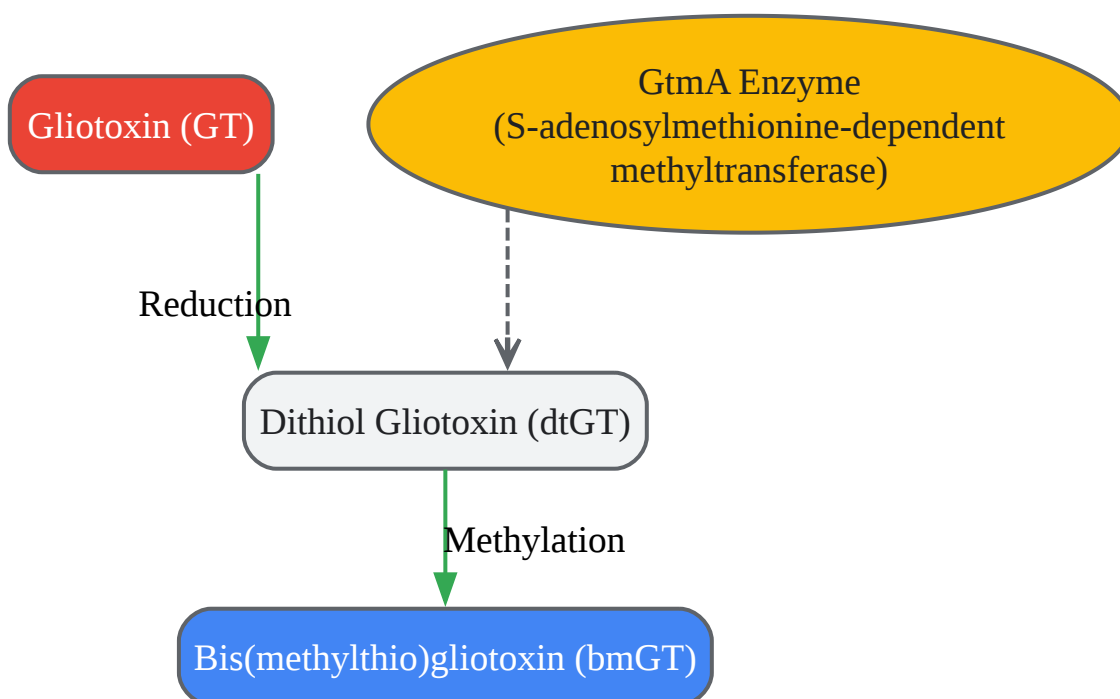 Gliotoxin (GT)
GtmA Enzyme
(S-adenosylmethionine-dependent
methyltransferase)
Reduction
Dithiol Gliotoxin (dtGT)
Methylation
Bis(methylthio)gliotoxin (bmGT)